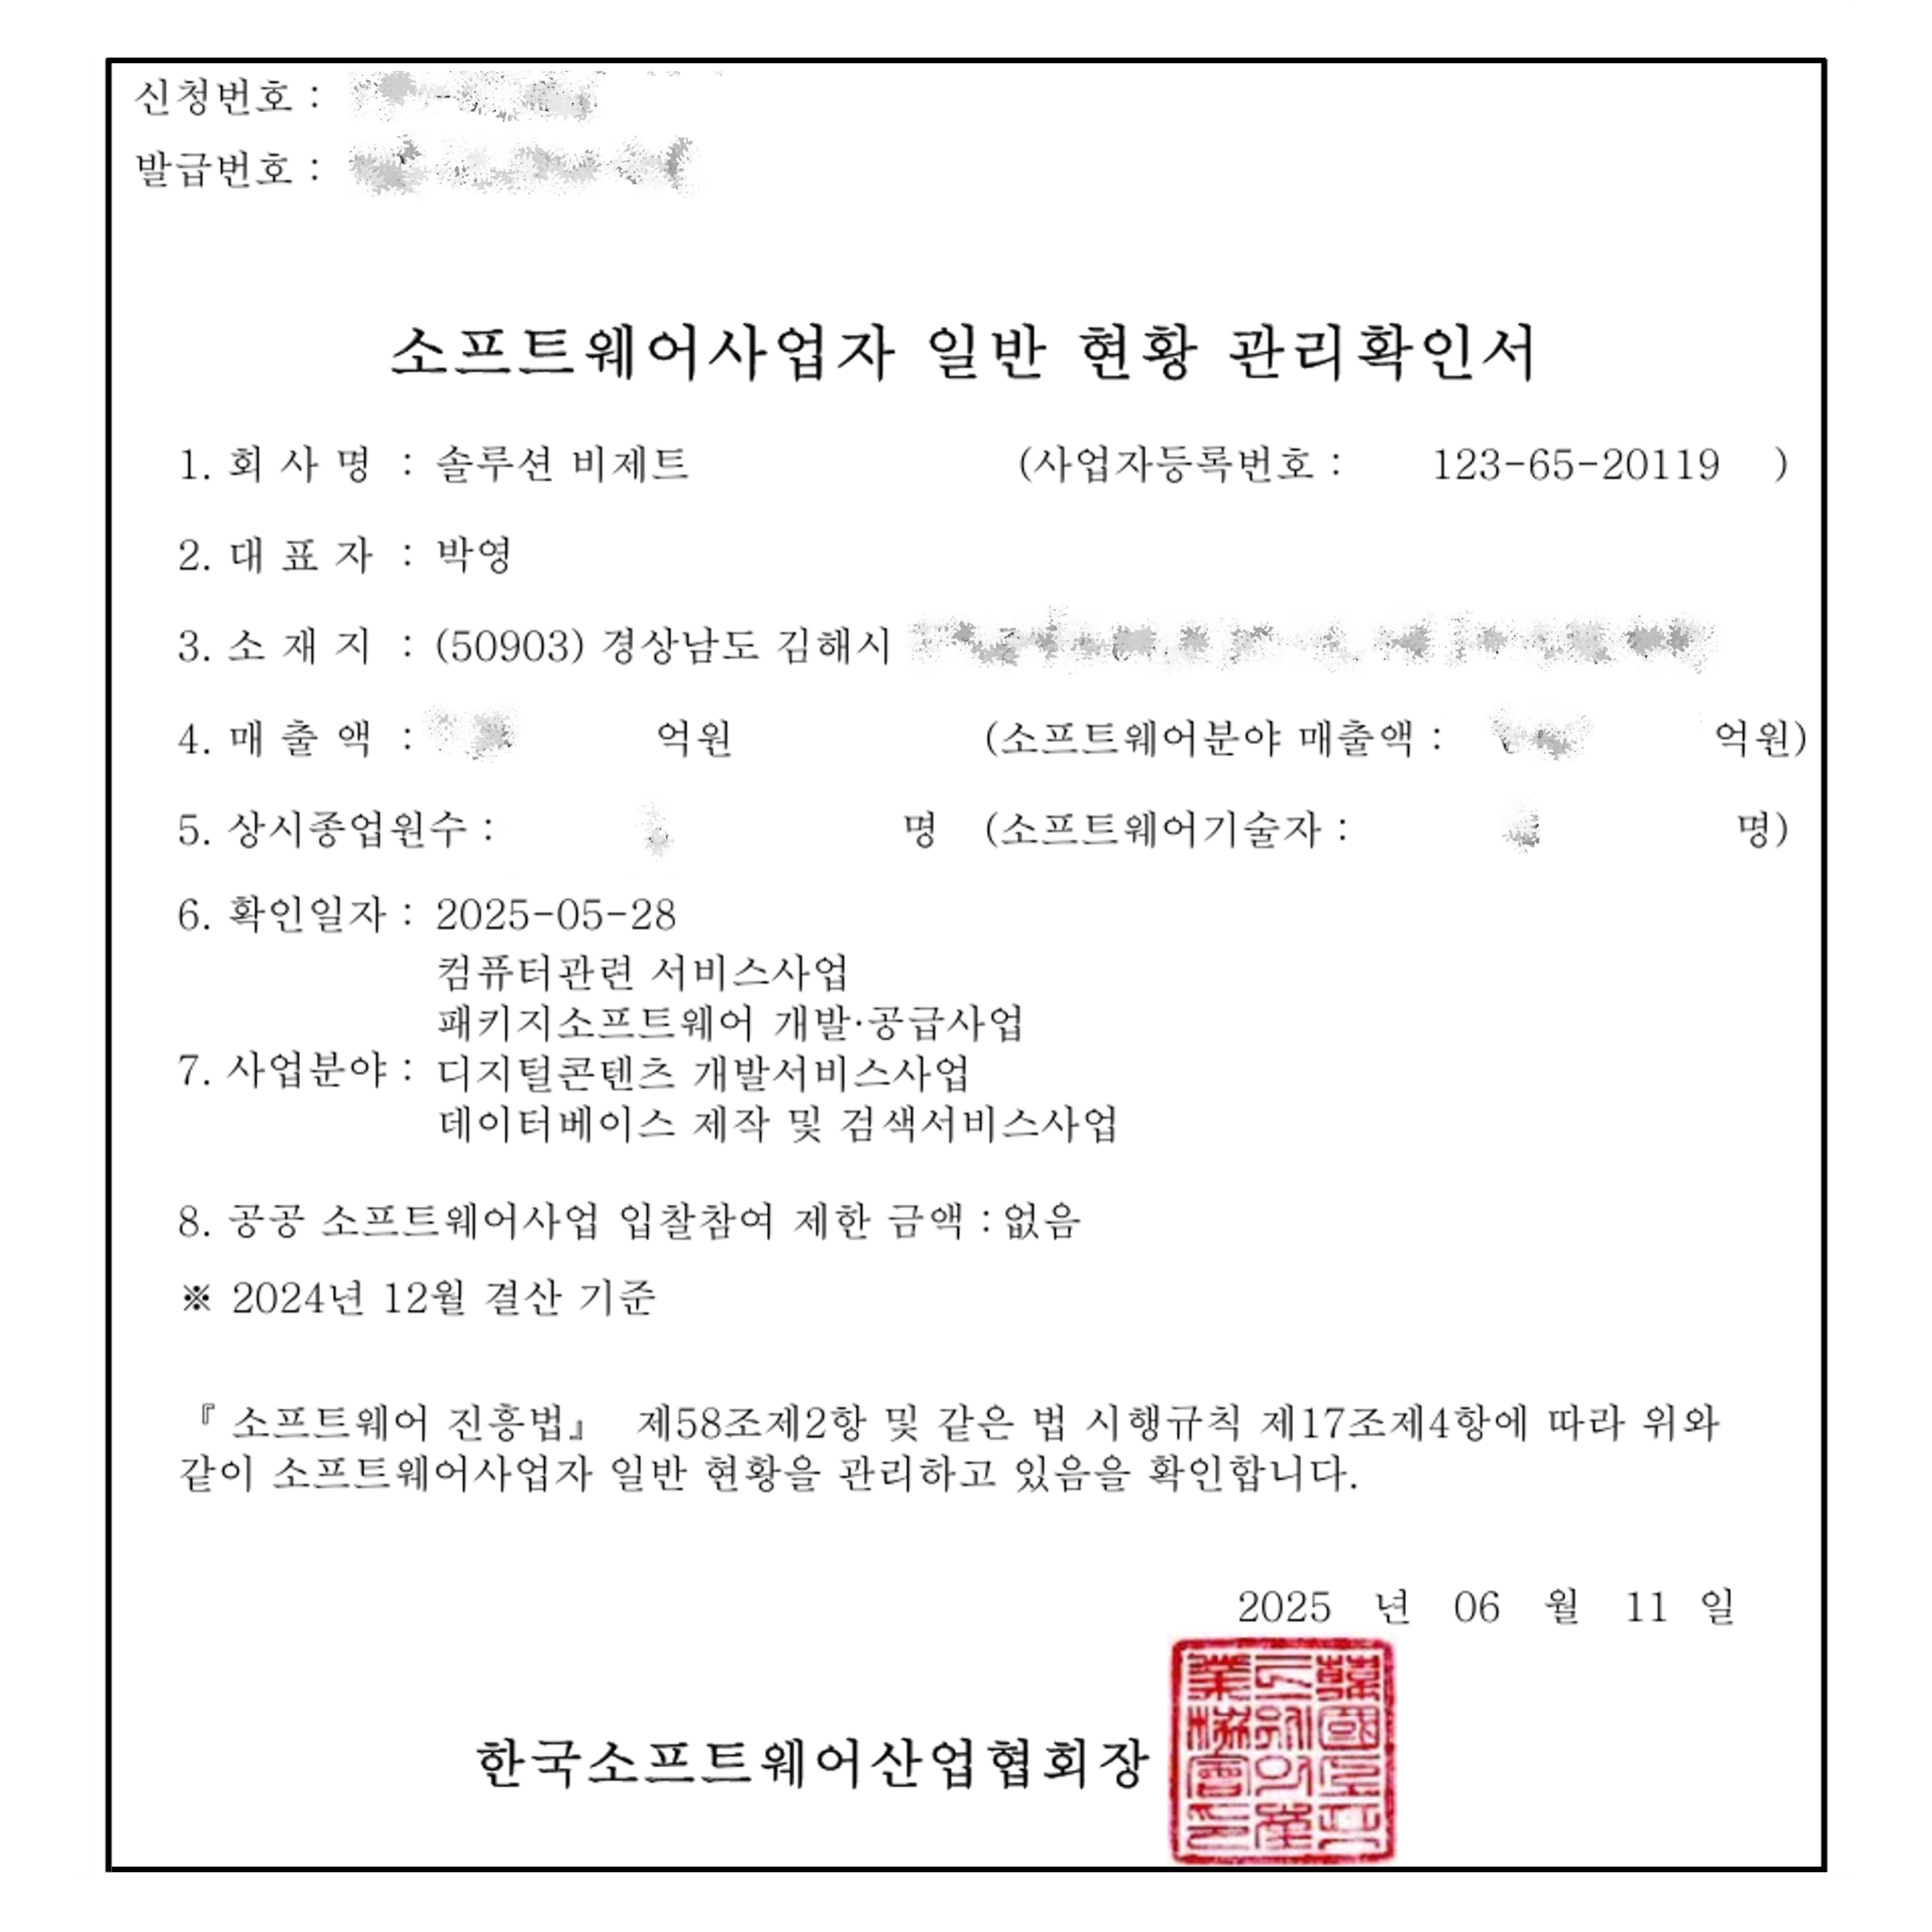 신청번호 :
발급번호 :
소프트웨어사업자 일반 현황 관리확인서
1. 회 사 명 : 솔루션 비제트 (사업자등록번호 : 123-65-20119 )
2. 대 표 자 : 박영
3. 소 재 지 : (50903) 경상남도 김해시
4. 매 출 액 : 억원 (소프트웨어분야 매출액 : 억원)
5. 상시종업원수 : 명 (소프트웨어기술자 : 명)
6. 확인일자 : 2025-05-28
컴퓨터관련 서비스사업
패키지소프트웨어 개발·공급사업
7. 사업분야 : 디지털콘텐츠 개발서비스사업
데이터베이스 제작 및 검색서비스사업
8. 공공 소프트웨어사업 입찰참여 제한 금액 : 없음
※ 2024년 12월 결산 기준
『 소프트웨어 진흥법』 제58조제2항 및 같은 법 시행규칙 제17조제4항에 따라 위와
같이 소프트웨어사업자 일반 현황을 관리하고 있음을 확인합니다.
2025 년 06 월 11 일
한국소프트웨어산업협회장